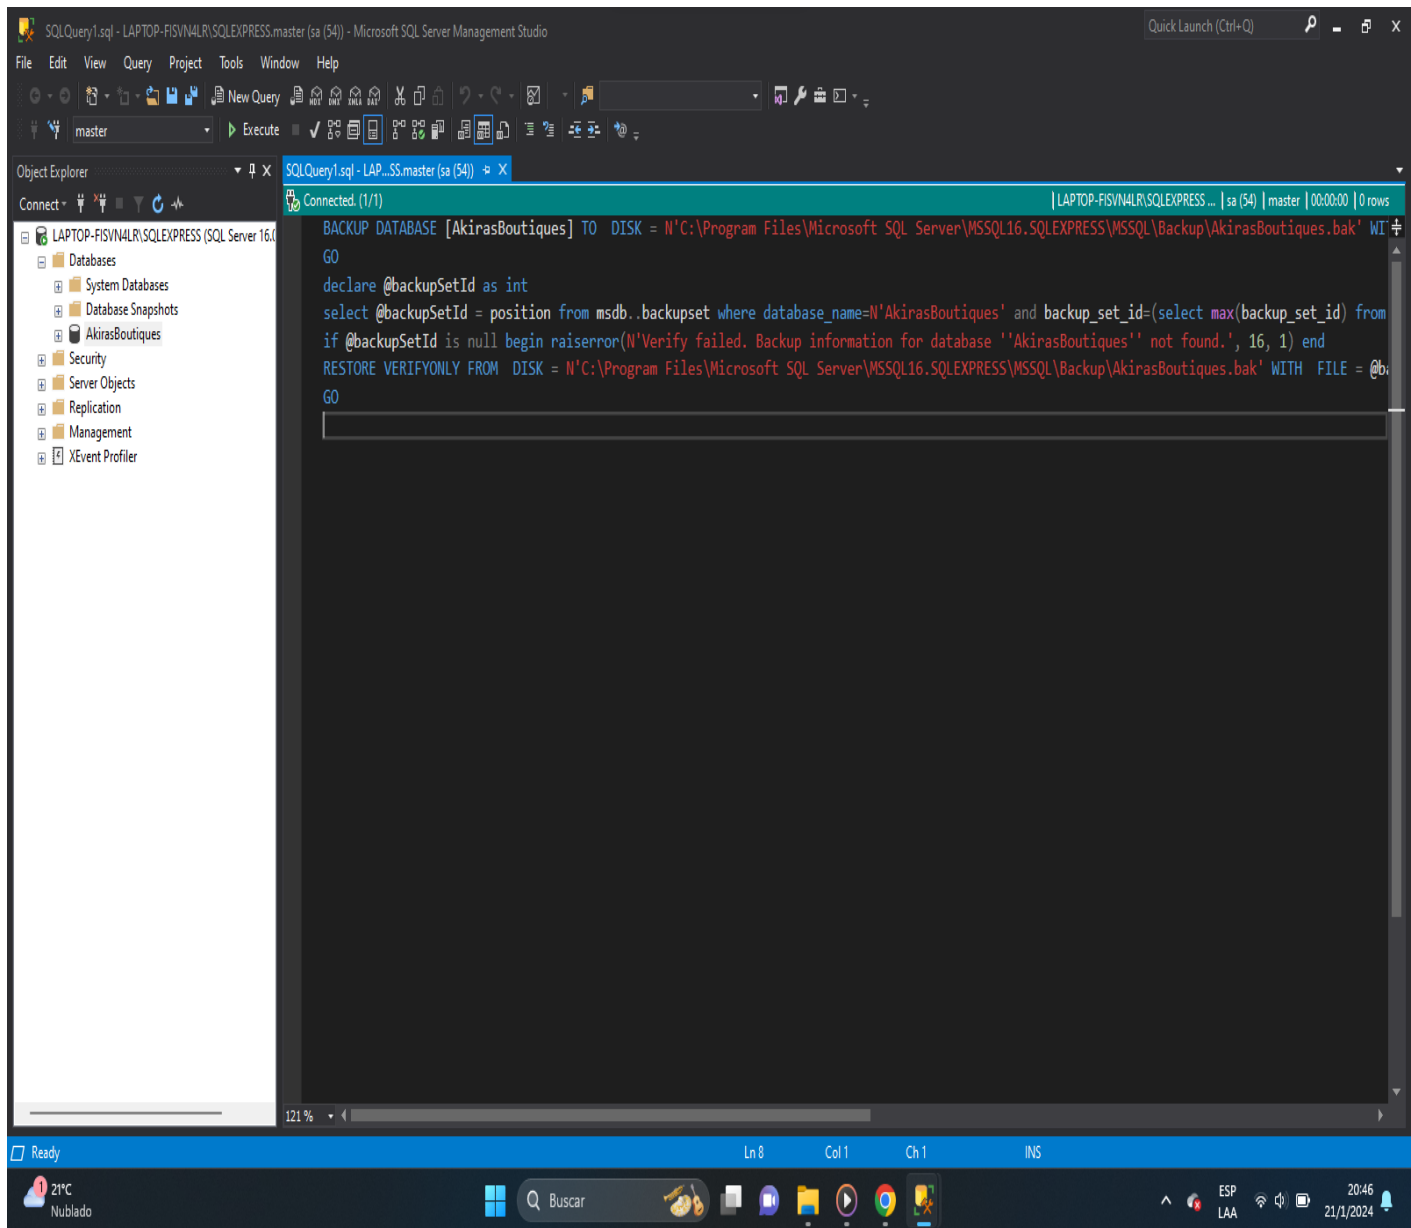 SQLQuery1.sql - LAPTOP-FISVN4LR\SQLEXPRESS.master (sa (54)) - Microsoft SQL Server Management Studio
Quick Launch (Ctrl+Q)
File Edit View Query Project Tools Window Help
New Query
MDX DMX XMLA DAX
master
Execute
Object Explorer
SQLQuery1.sql - LAP...SS.master (sa (54))
Connect
Connected. (1/1)
LAPTOP-FISVN4LR\SQLEXPRESS ... sa (54) master 00:00:00 0 rows
LAPTOP-FISVN4LR\SQLEXPRESS (SQL Server 16.0
Databases
System Databases
Database Snapshots
AkirasBoutiques
Security
Server Objects
Replication
Management
XEvent Profiler
BACKUP DATABASE [AkirasBoutiques] TO DISK = N'C:\Program Files\Microsoft SQL Server\MSSQL16.SQLEXPRESS\MSSQL\Backup\AkirasBoutiques.bak' WI
GO
declare @backupSetId as int
select @backupSetId = position from msdb..backupset where database_name=N'AkirasBoutiques' and backup_set_id=(select max(backup_set_id) from
if @backupSetId is null begin raiserror(N'Verify failed. Backup information for database ''AkirasBoutiques'' not found.', 16, 1) end
RESTORE VERIFYONLY FROM DISK = N'C:\Program Files\Microsoft SQL Server\MSSQL16.SQLEXPRESS\MSSQL\Backup\AkirasBoutiques.bak' WITH FILE = @ba
GO
121 %
Ready
Ln 8 Col 1 Ch 1 INS
1
21°C
Nublado
Buscar
ESP
LAA
20:46
21/1/2024